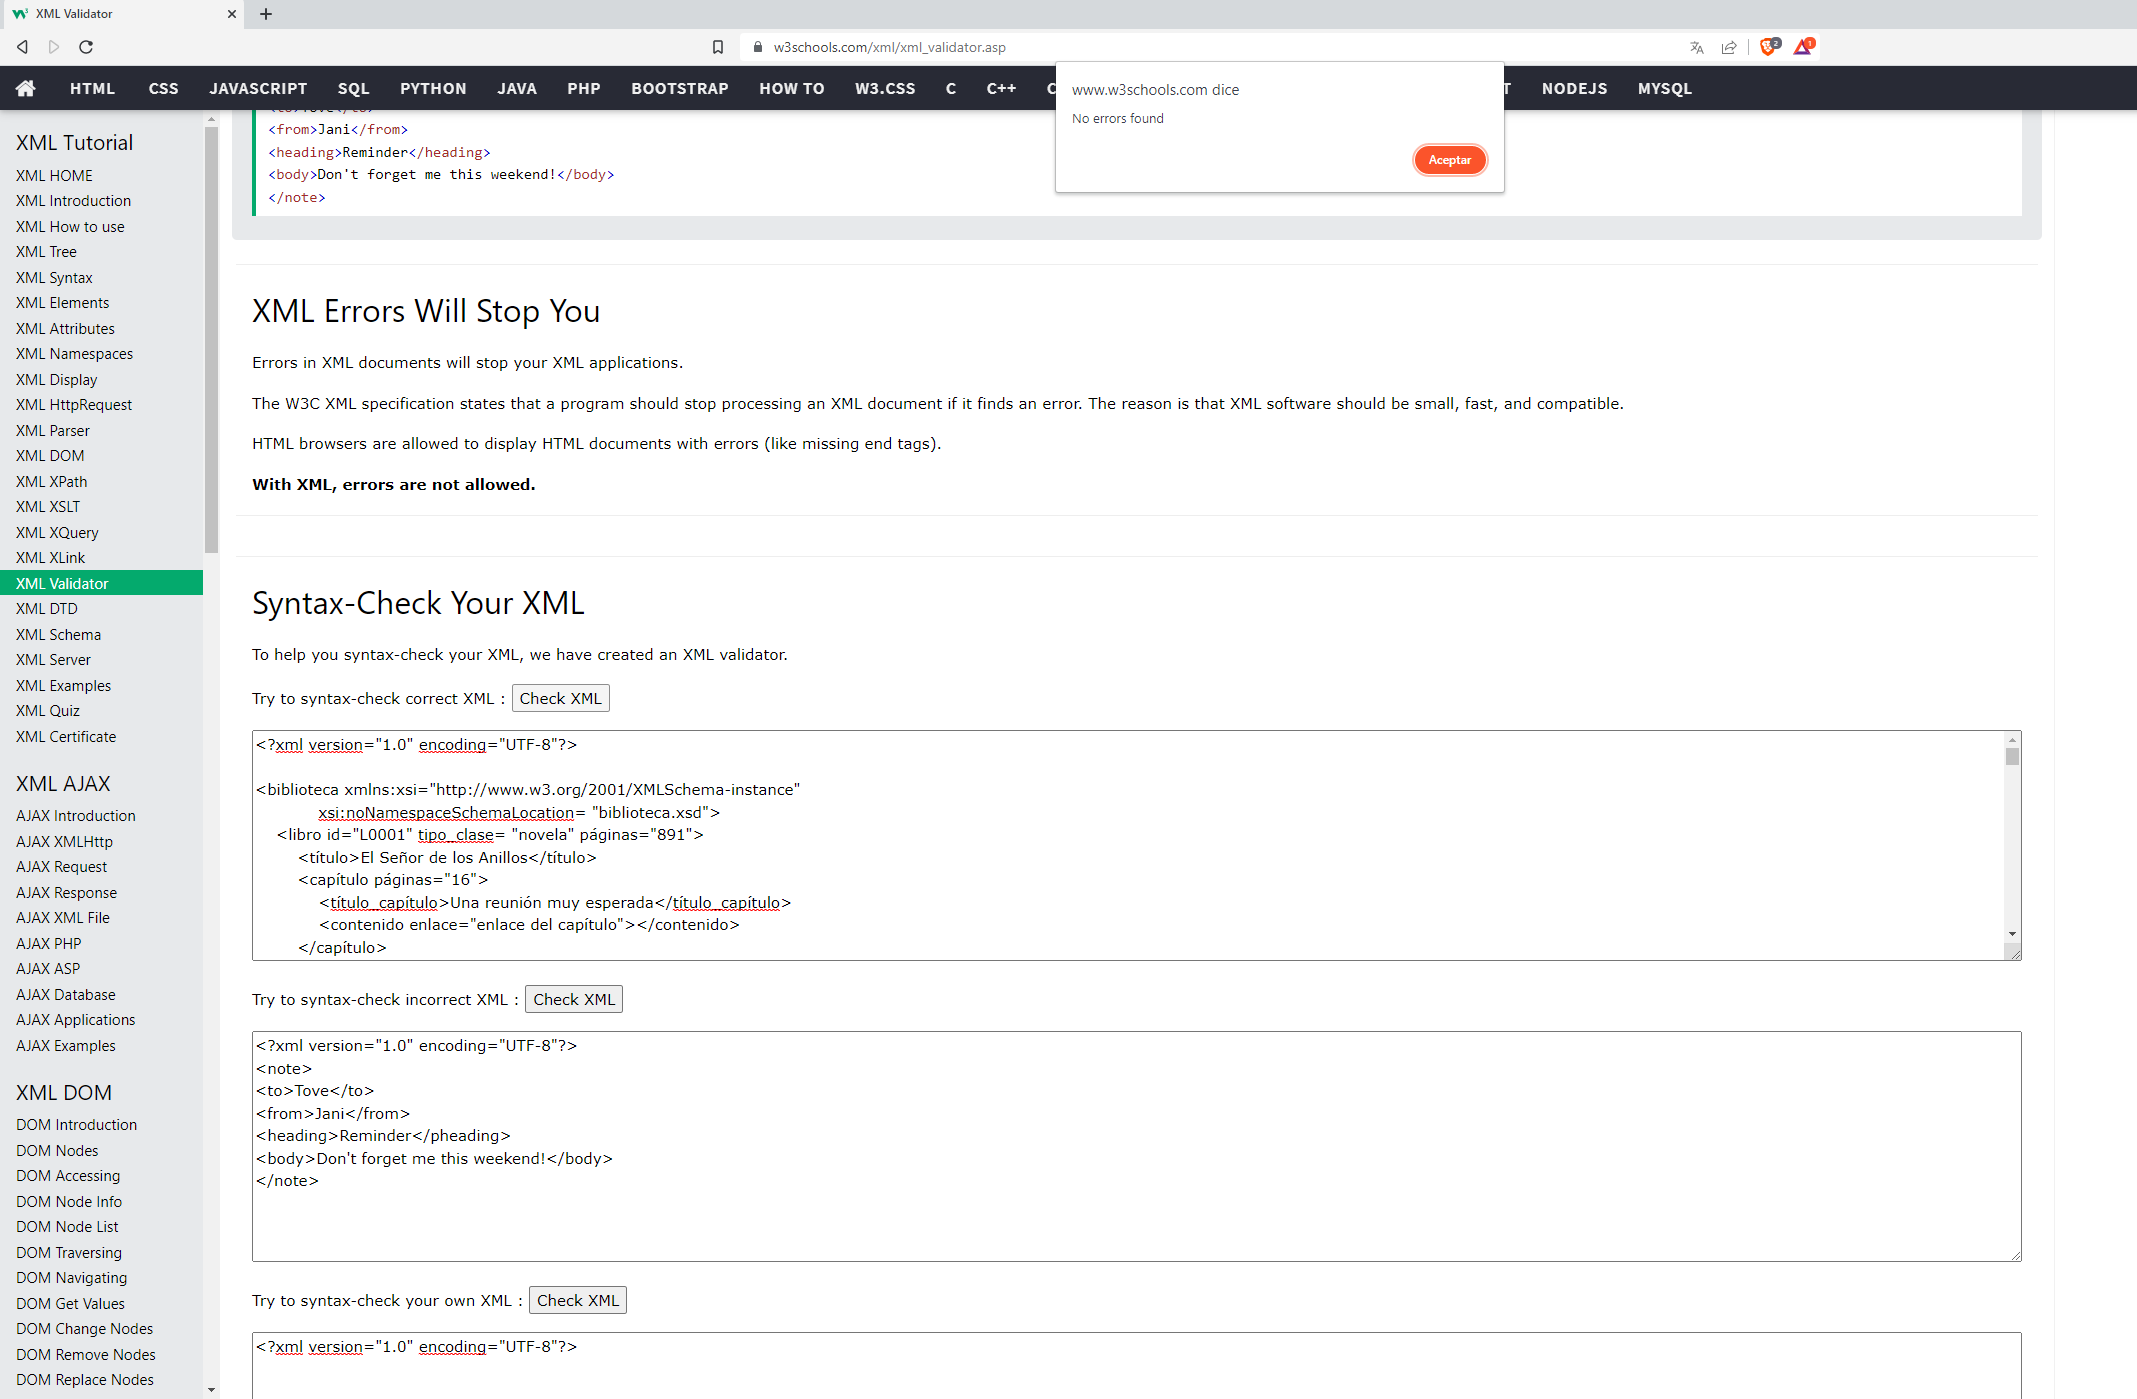 XML Validator
w3schools.com/xml/xml_validator.asp
2
1
HTML CSS JAVASCRIPT SQL PYTHON JAVA PHP BOOTSTRAP HOW TO W3.CSS C C++ C T NODEJS MYSQL
www.w3schools.com dice
No errors found
Aceptar
XML Tutorial
XML HOME
XML Introduction
XML How to use
XML Tree
XML Syntax
XML Elements
XML Attributes
XML Namespaces
XML Display
XML HttpRequest
XML Parser
XML DOM
XML XPath
XML XSLT
XML XQuery
XML XLink
XML Validator
XML DTD
XML Schema
XML Server
XML Examples
XML Quiz
XML Certificate
XML AJAX
AJAX Introduction
AJAX XMLHttp
AJAX Request
AJAX Response
AJAX XML File
AJAX PHP
AJAX ASP
AJAX Database
AJAX Applications
AJAX Examples
XML DOM
DOM Introduction
DOM Nodes
DOM Accessing
DOM Node Info
DOM Node List
DOM Traversing
DOM Navigating
DOM Get Values
DOM Change Nodes
DOM Remove Nodes
DOM Replace Nodes
<to>Tove</to>
<from>Jani</from>
<heading>Reminder</heading>
<body>Don't forget me this weekend!</body>
</note>
XML Errors Will Stop You
Errors in XML documents will stop your XML applications.
The W3C XML specification states that a program should stop processing an XML document if it finds an error. The reason is that XML software should be small, fast, and compatible.
HTML browsers are allowed to display HTML documents with errors (like missing end tags).
With XML, errors are not allowed.
Syntax-Check Your XML
To help you syntax-check your XML, we have created an XML validator.
Try to syntax-check correct XML : Check XML
<?xml version="1.0" encoding="UTF-8"?>
<biblioteca xmlns:xsi="http://www.w3.org/2001/XMLSchema-instance"
xsi:noNamespaceSchemaLocation= "biblioteca.xsd">
<libro id="L0001" tipo_clase= "novela" páginas="891">
<título>El Señor de los Anillos</título>
<capítulo páginas="16">
<título_capítulo>Una reunión muy esperada</título_capítulo>
<contenido enlace="enlace del capítulo"></contenido>
</capítulo>
Try to syntax-check incorrect XML : Check XML
<?xml version="1.0" encoding="UTF-8"?>
<note>
<to>Tove</to>
<from>Jani</from>
<heading>Reminder</pheading>
<body>Don't forget me this weekend!</body>
</note>
Try to syntax-check your own XML : Check XML
<?xml version="1.0" encoding="UTF-8"?>